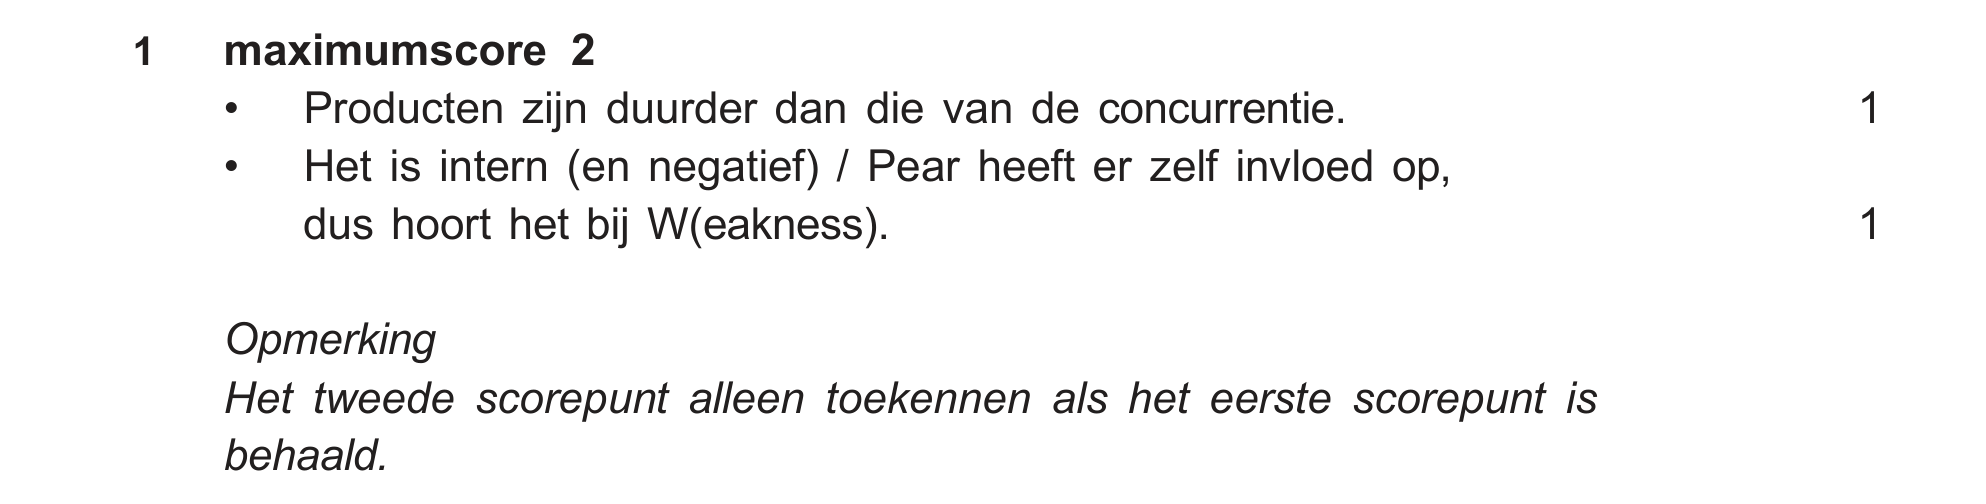 1 maximumscore 2
• Producten zijn duurder dan die van de concurrentie. 1
• Het is intern (en negatief) / Pear heeft er zelf invloed op,
dus hoort het bij W(eakness). 1
Opmerking
Het tweede scorepunt alleen toekennen als het eerste scorepunt is
behaald.